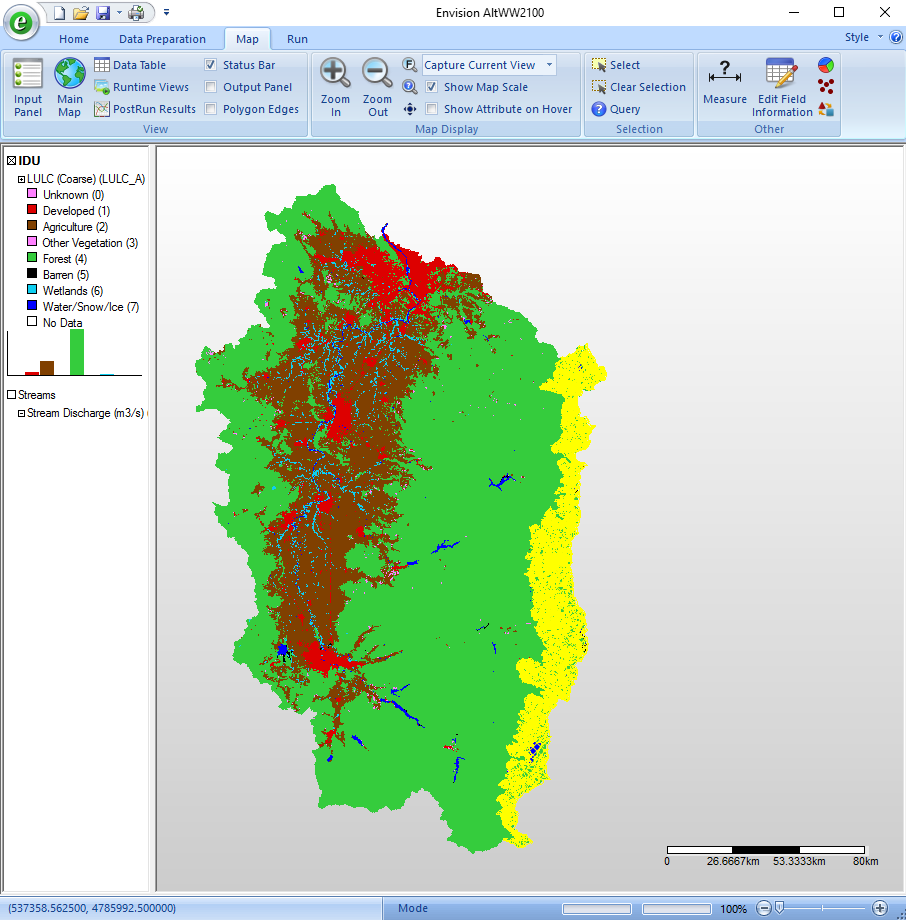 Envision AltWW2100
Home
Data Preparation
Map
Run
Style
Input
Panel
Main
Map
Data Table
Runtime Views
PostRun Results
Status Bar
Output Panel
Polygon Edges
View
Zoom
In
Zoom
Out
Capture Current View
Show Map Scale
Show Attribute on Hover
Map Display
Select
Clear Selection
Query
Selection
Measure
Edit Field
Information
Other
IDU
LULC (Coarse) (LULC_A)
Unknown (0)
Developed (1)
Agriculture (2)
Other Vegetation (3)
Forest (4)
Barren (5)
Wetlands (6)
Water/Snow/Ice (7)
No Data
Streams
Stream Discharge (m3/s)
0 26.6667km 53.3333km 80km
(537358.562500, 4785992.500000)
Mode
100%